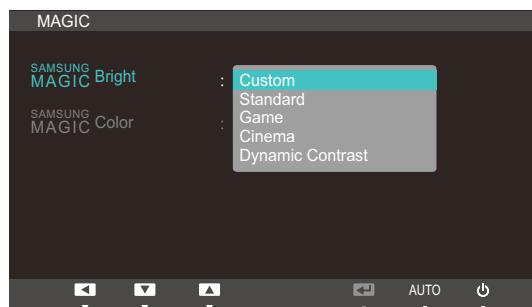 MAGIC
SAMSUNG
MAGIC Bright : Custom
Standard
Game
Cinema
Dynamic Contrast
SAMSUNG
MAGIC Color :
AUTO